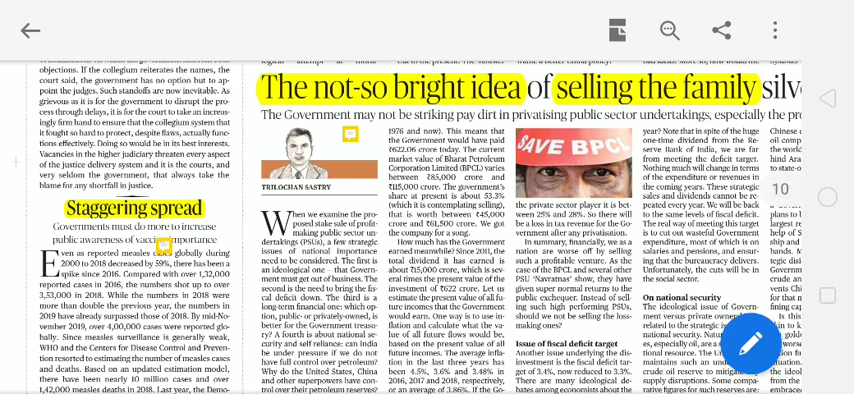 objections. If the collegium reiterates the names, the
court said, the government has no option but to ap-
point the judges. Such standoffs are now inevitable. As
grievous as it is for the government to disrupt the pro-
cess through delays, it is for the court to take an increas-
ingly firm hand to ensure that the collegium system that
it fought so hard to protect, despite flaws, actually func-
tions effectively. Doing so would be in its best interests.
Vacancies in the higher judiciary threaten every aspect
of the justice delivery system and it is the courts, and
very seldom the government, that always take the
blame for any shortfall in justice.
Staggering spread
Governments must do more to increase
public awareness of vaccine importance
Even as reported measles cases globally during
2000 to 2018 decreased by 59%, there has been a
spike since 2016. Compared with over 1,32,000
reported cases in 2016, the numbers shot up to over
3,53,000 in 2018. While the numbers in 2018 were
more than double the previous year, the numbers in
2019 have already surpassed those of 2018. By mid-No-
vember 2019, over 4,00,000 cases were reported glo-
bally. Since measles surveillance is generally weak,
WHO and the Centers for Disease Control and Preven-
tion resorted to estimating the number of measles cases
and deaths. Based on an updated estimation model,
there have been nearly 10 million cases and over
1,42,000 measles deaths in 2018. Last year, the Demo-
The not-so bright idea of selling the family silv
The Government may not be striking pay dirt in privatising public sector undertakings, especially the pro
TRILOCHAN SASTRY
When we examine the pro-
posed stake sale of profit-
making public sector un-
dertakings (PSUs), a few strategic
issues of national importance
need to be considered. The first is
an ideological one – that Govern-
ment must get out of business. The
second is the need to bring the fis-
cal deficit down. The third is a
long-term financial one: which op-
tion, public- or privately-owned, is
better for the Government treasu-
ry? A fourth is about national se-
curity and self reliance: can India
be under pressure if we do not
have full control over petroleum?
Why do the United States, China
and other superpowers have con-
trol over their petroleum reserves?
1976 and now). This means that
the Government would have paid
₹622.06 crore today. The current
market value of Bharat Petroleum
Corporation Limited (BPCL) varies
between ₹85,000 crore and
₹115,000 crore. The government's
share at present is about 53.3%
(which it is contemplating selling),
that is worth between ₹45,000
crore and ₹61,500 crore. We got
the company for a song.
How much has the Government
earned meanwhile? Since 2011, the
total dividend it has earned is
about ₹15,000 crore, which is sev-
eral times the present value of the
investment of ₹622 crore. Let us
estimate the present value of all fu-
ture incomes that the Government
would earn. One way is to use in-
flation and calculate what the va-
lue of all future flows would be,
based on the present value of all
future incomes. The average infla-
tion in the last three years has
been 4.5%, 3.6% and 3.48% in
2016, 2017 and 2018, respectively,
or an average of 3.86%. If the Go-
SAVE BPCL
the private sector player it is bet-
ween 25% and 28%. So there will
be a loss in tax revenue for the Go-
vernment after any privatisation.
In summary, financially, we as a
nation are worse off by selling
such a profitable venture. As the
case of the BPCL and several other
PSU 'Navratnas' show, they have
given super normal returns to the
public exchequer. Instead of sel-
ling such high performing PSUs,
should we not be selling the loss-
making ones?
Issue of fiscal deficit target
Another issue underlying the dis-
investment is the fiscal deficit tar-
get of 3.4%, now reduced to 3.3%.
There are many ideological deba-
tes among economists about the
year? Note that in spite of the huge
one-time dividend from the Re-
serve Bank of India, we are far
from meeting the deficit target.
Nothing much will change in terms
of the expenditure or revenues in
the coming years. These strategic
sales and dividends cannot be re-
peated every year. We will be back
to the same levels of fiscal deficit.
The real way of meeting this target
is to cut out wasteful Government
expenditure, most of which is on
salaries and pensions, and ensur-
ing that the bureaucracy delivers.
Unfortunately, the cuts will be in
the social sector.
On national security
The ideological issue of Govern-
ment versus private ownership
related to the strategic
national security. Natural
es, especially oil, are a
maintains such an und
crude oil reserve to mitigate
supply disruptions. Some compa-
rative figures for such reserves are:
10